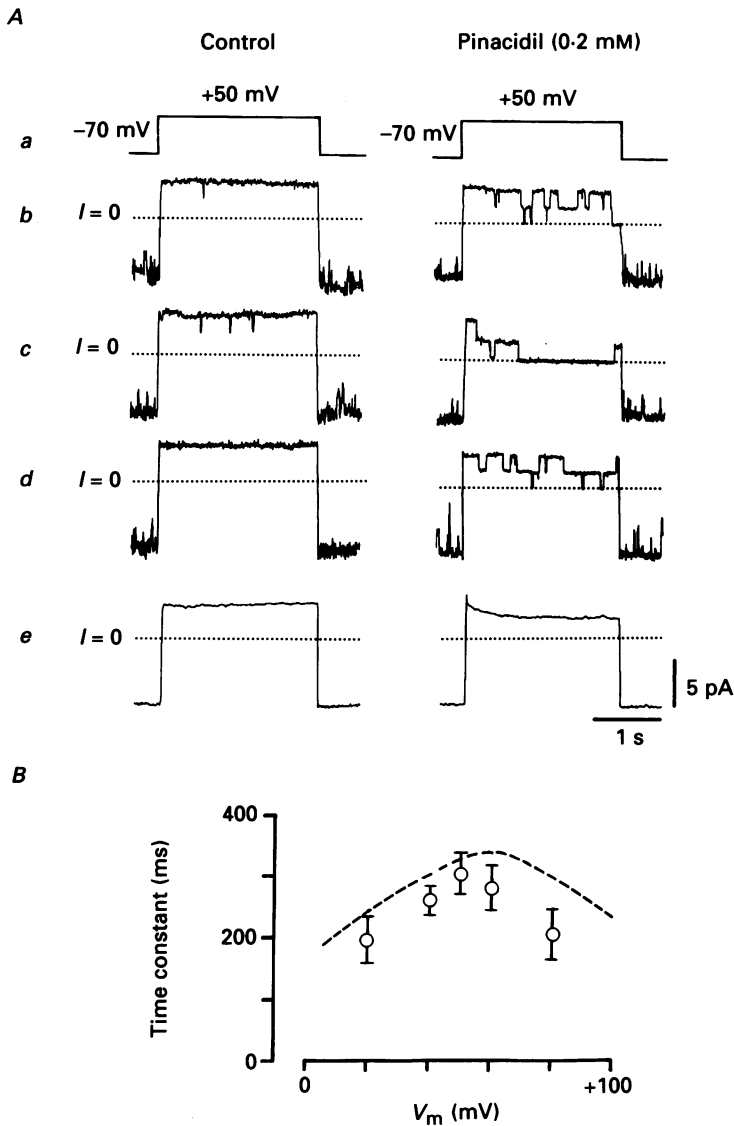 A
Control Pinacidil (0·2 mM)
+50 mV +50 mV
a −70 mV −70 mV
b I = 0
c I = 0
d I = 0
e I = 0
5 pA
1 s
B
400
200
0
Time constant (ms)
0 +100
Vm (mV)